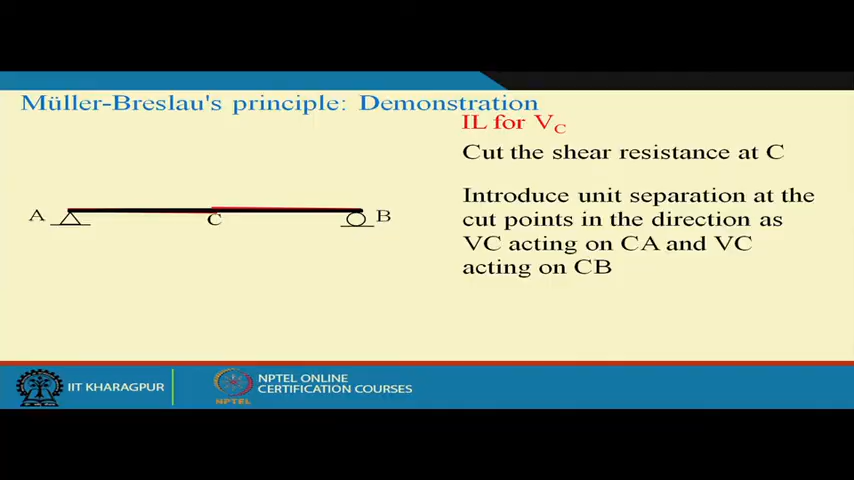 Müller-Breslau's principle: Demonstration
IL for VC
Cut the shear resistance at C
Introduce unit separation at the
cut points in the direction as
VC acting on CA and VC
acting on CB
A
C
B
IIT KHARAGPUR
NPTEL
NPTEL ONLINE
CERTIFICATION COURSES